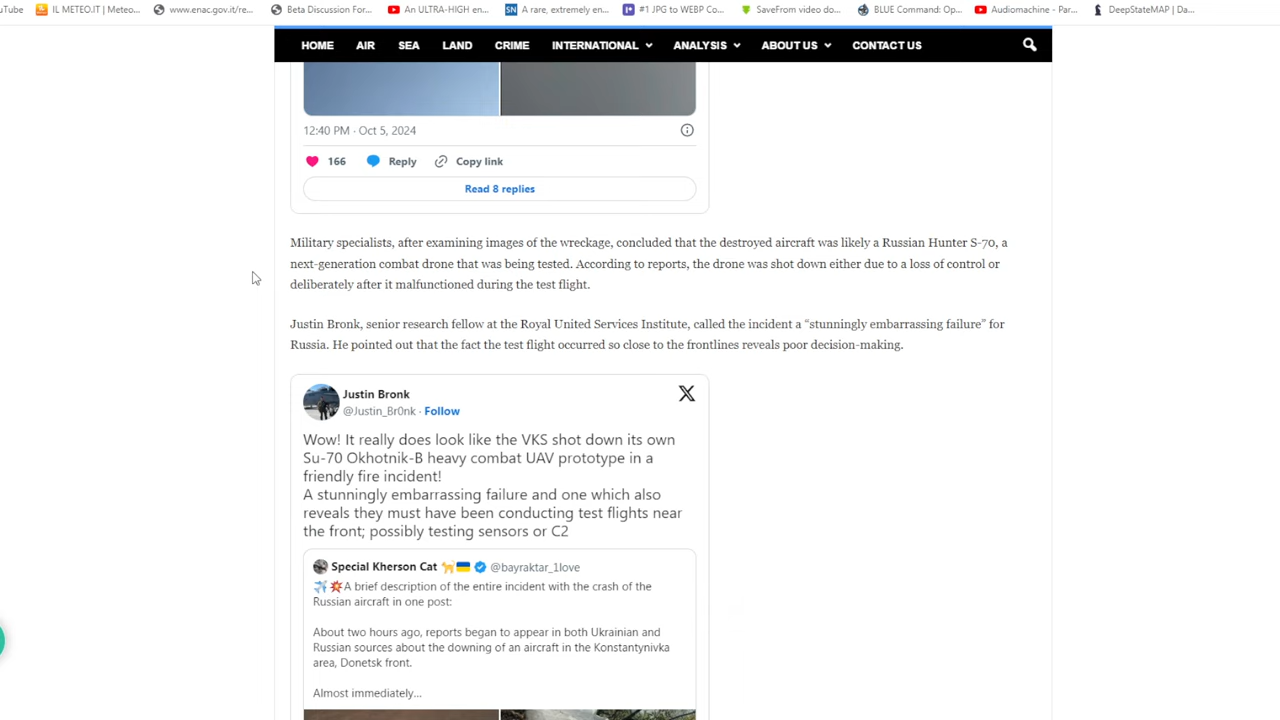 uTube IL METEO.IT | Meteo... www.enac.gov.it/re... Beta Discussion For... An ULTRA-HIGH en... SN A rare, extremely en... #1 JPG to WEBP Co... SaveFrom video do... BLUE Command: Op... Audiomachine - Par... DeepStateMAP | Da...
HOME AIR SEA LAND CRIME INTERNATIONAL ANALYSIS ABOUT US CONTACT US
12:40 PM · Oct 5, 2024
166 Reply Copy link
Read 8 replies
Military specialists, after examining images of the wreckage, concluded that the destroyed aircraft was likely a Russian Hunter S-70, a
next-generation combat drone that was being tested. According to reports, the drone was shot down either due to a loss of control or
deliberately after it malfunctioned during the test flight.
Justin Bronk, senior research fellow at the Royal United Services Institute, called the incident a “stunningly embarrassing failure” for
Russia. He pointed out that the fact the test flight occurred so close to the frontlines reveals poor decision-making.
Justin Bronk
@Justin_Br0nk · Follow
Wow! It really does look like the VKS shot down its own
Su-70 Okhotnik-B heavy combat UAV prototype in a
friendly fire incident!
A stunningly embarrassing failure and one which also
reveals they must have been conducting test flights near
the front; possibly testing sensors or C2
Special Kherson Cat 🐈🇺🇦 @bayraktar_1love
✈️💥A brief description of the entire incident with the crash of the
Russian aircraft in one post:
About two hours ago, reports began to appear in both Ukrainian and
Russian sources about the downing of an aircraft in the Konstantynivka
area, Donetsk front.
Almost immediately...